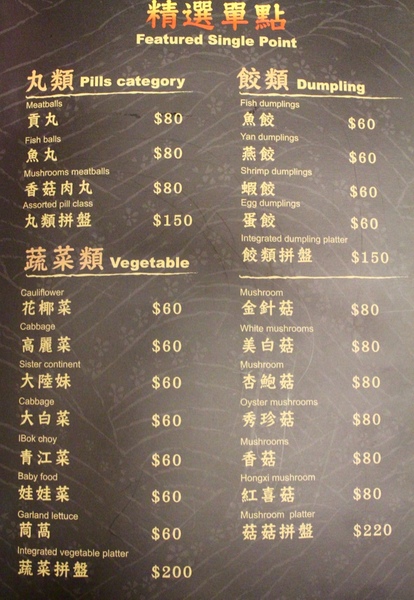 精選單點
Featured Single Point
丸類 Pills category
Meatballs
貢丸 $80
Fish balls
魚丸 $80
Mushrooms meatballs
香菇肉丸 $80
Assorted pill class
丸類拼盤 $150
餃類 Dumpling
Fish dumplings
魚餃 $60
Yan dumplings
燕餃 $60
Shrimp dumplings
蝦餃 $60
Egg dumplings
蛋餃 $60
Integrated dumpling platter
餃類拼盤 $150
蔬菜類 Vegetable
Cauliflower
花椰菜 $60
Cabbage
高麗菜 $60
Sister continent
大陸妹 $60
Cabbage
大白菜 $60
IBok choy
青江菜 $60
Baby food
娃娃菜 $60
Garland lettuce
茼萵 $60
Integrated vegetable platter
蔬菜拼盤 $200
Mushroom
金針菇 $80
White mushrooms
美白菇 $80
Mushroom
杏鮑菇 $80
Oyster mushrooms
秀珍菇 $80
Mushrooms
香菇 $80
Hongxi mushroom
紅喜菇 $80
Mushroom platter
菇菇拼盤 $220